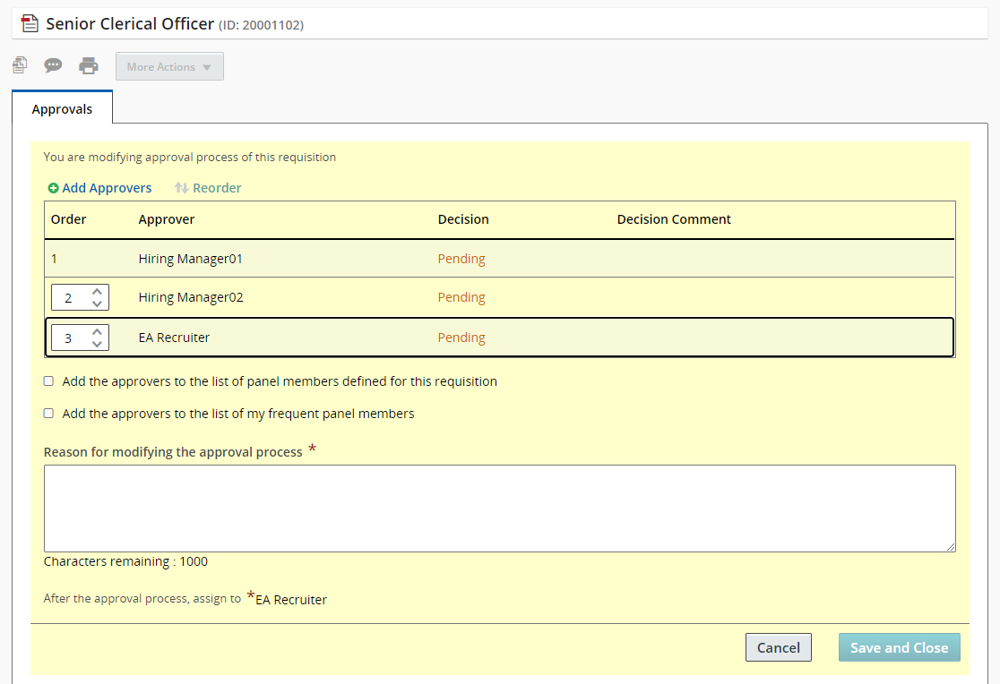 Senior Clerical Officer (ID: 20001102)
More Actions
Approvals
You are modifying approval process of this requisition
Add Approvers Reorder
Order Approver Decision Decision Comment
1 Hiring Manager01 Pending
2 Hiring Manager02 Pending
3 EA Recruiter Pending
Add the approvers to the list of panel members defined for this requisition
Add the approvers to the list of my frequent panel members
Reason for modifying the approval process *
Characters remaining : 1000
After the approval process, assign to *EA Recruiter
Cancel Save and Close